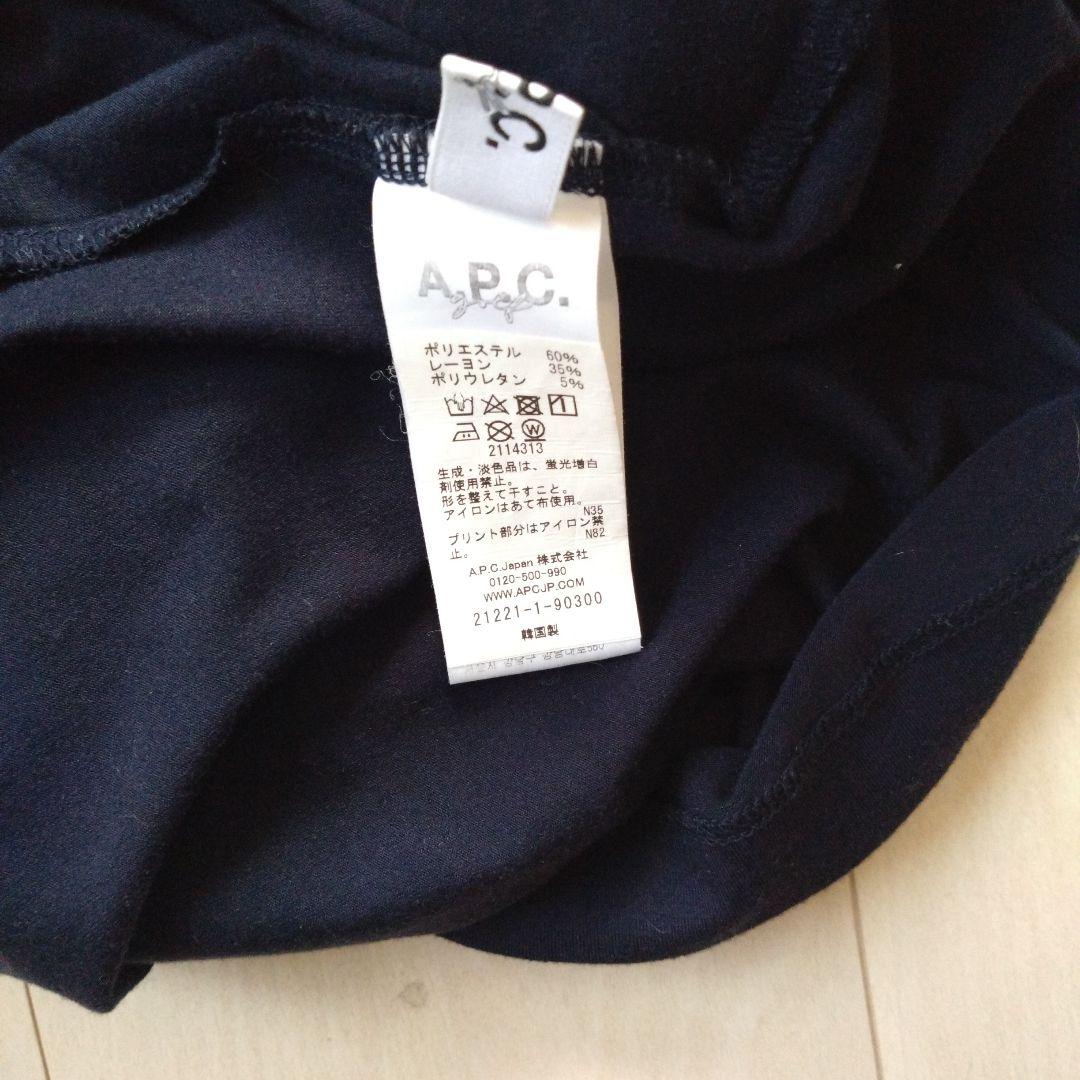 P.C.
A.P.C.
golf
ポリエステル 60%
レーヨン 35%
ポリウレタン 5%
W
2114313
生成・淡色品は、蛍光増白
剤使用禁止。
形を整えて干すこと。
アイロンはあて布使用。
N35
プリント部分はアイロン禁
止。 N82
A.P.C.Japan 株式会社
0120-500-990
WWW.APCJP.COM
21221-1-90300
韓国製